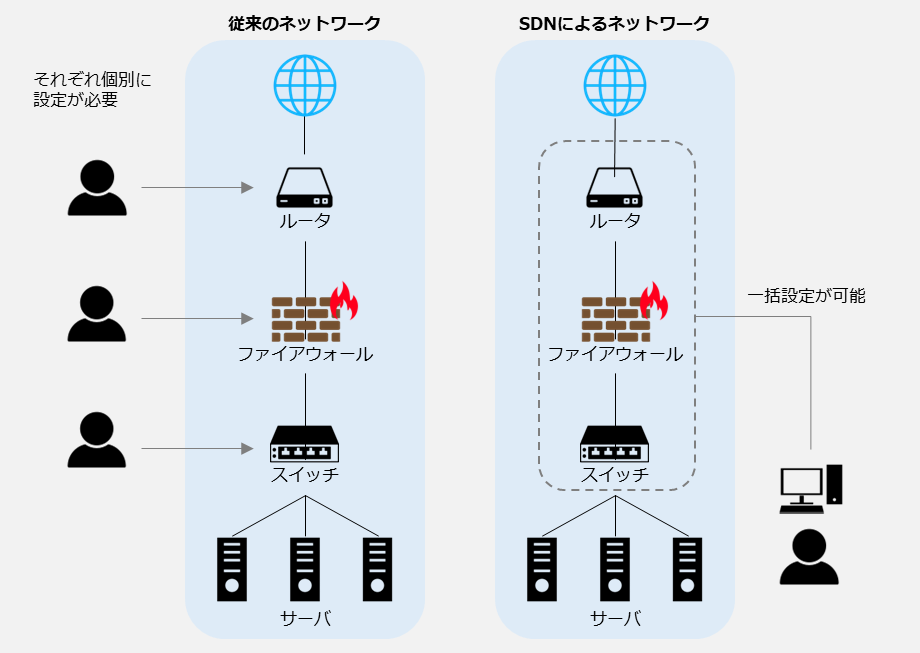 従来のネットワーク
それぞれ個別に
設定が必要
ルータ
ファイアウォール
スイッチ
サーバ
SDNによるネットワーク
ルータ
ファイアウォール
スイッチ
サーバ
一括設定が可能